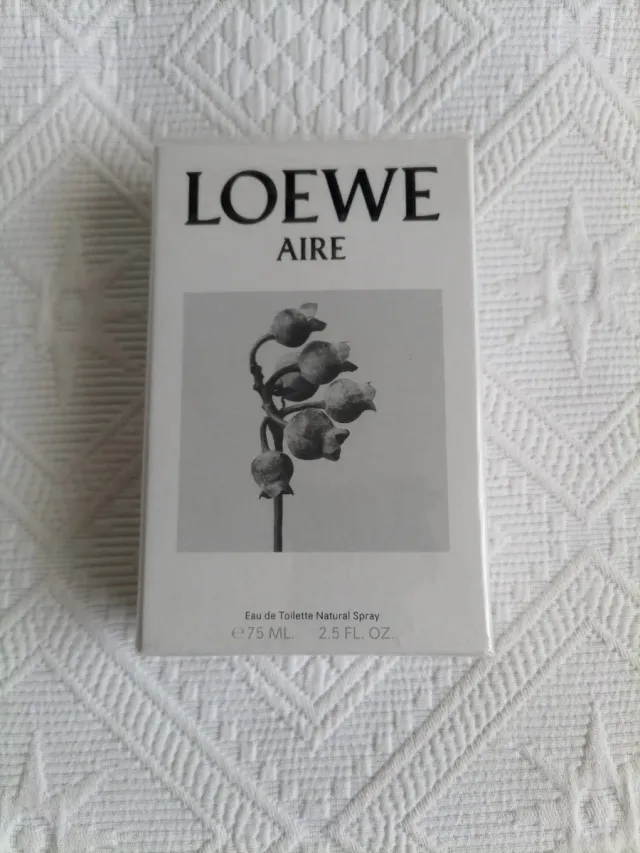 LOEWE
AIRE
Eau de Toilette Natural Spray
℮75 ML. 2.5 FL. OZ.